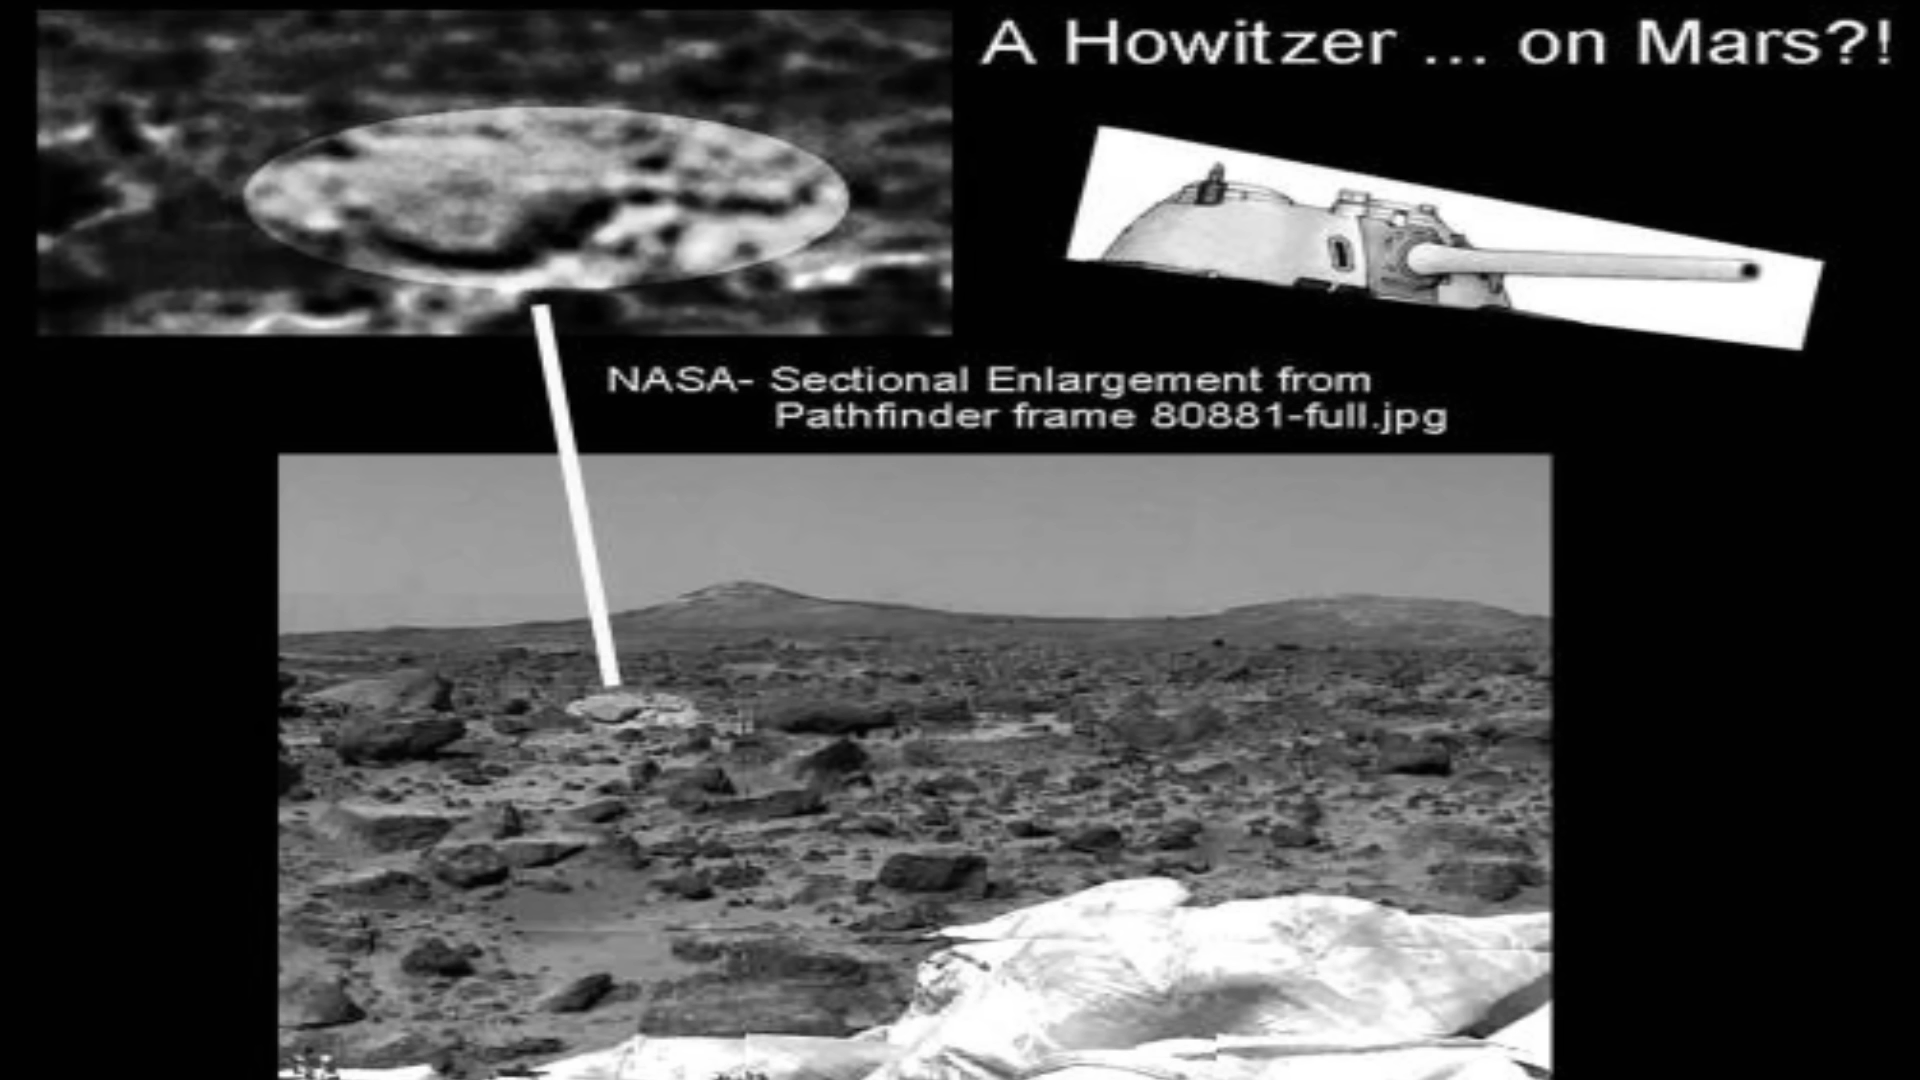 A Howitzer ... on Mars?!
NASA- Sectional Enlargement from
Pathfinder frame 80881-full.jpg